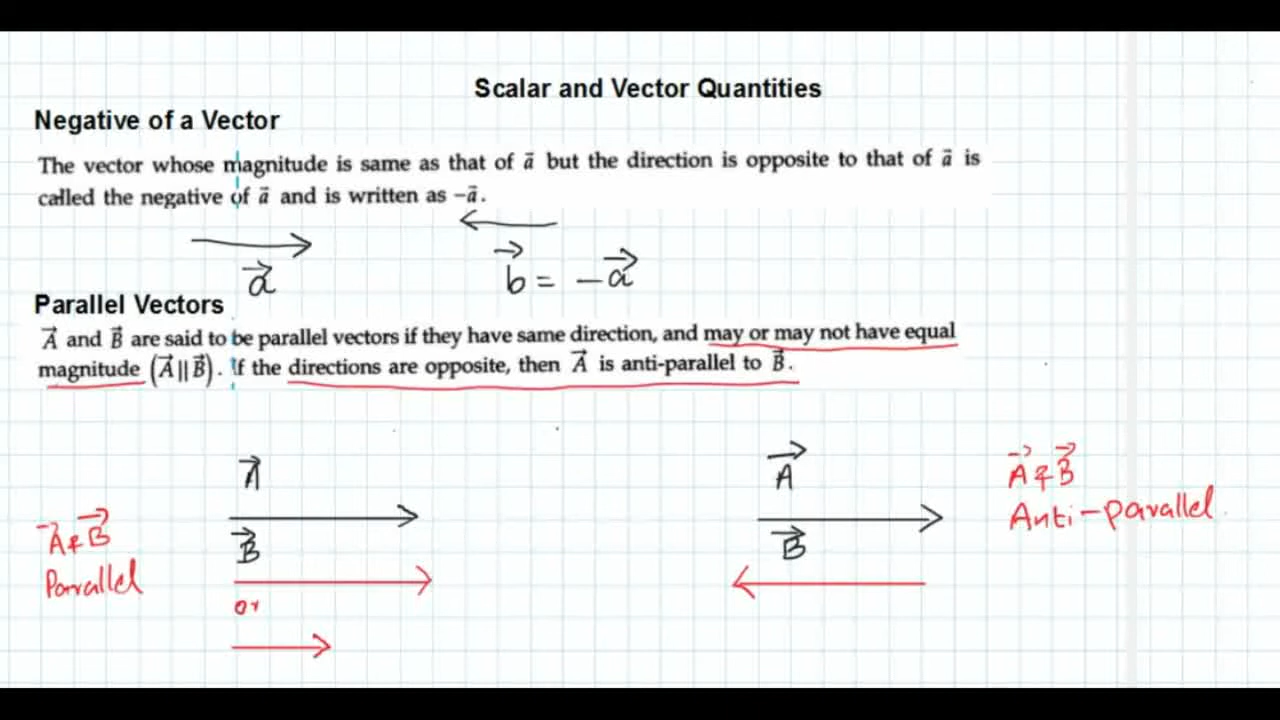 Scalar and Vector Quantities
Negative of a Vector
The vector whose magnitude is same as that of a⃗ but the direction is opposite to that of a⃗ is
called the negative of a⃗ and is written as −a⃗.
a⃗
b⃗ = −a⃗
Parallel Vectors
A⃗ and B⃗ are said to be parallel vectors if they have same direction, and may or may not have equal
magnitude (A⃗ || B⃗). If the directions are opposite, then A⃗ is anti-parallel to B⃗.
A⃗
B⃗
or
A⃗ & B⃗
Parallel
A⃗
B⃗
A⃗ & B⃗
Anti-parallel